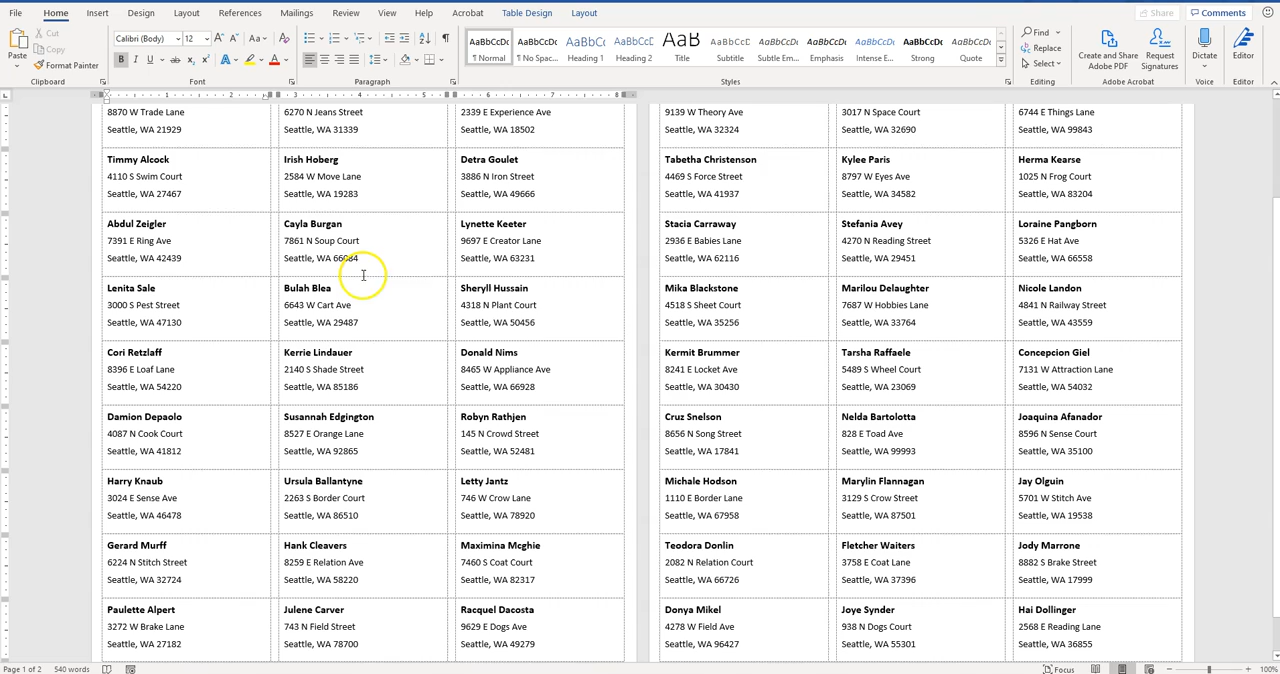 File Home Insert Draw Design Layout References Mailings Review View Help Acrobat Table Design Layout Share Comments
Paste Cut Copy Format Painter Clipboard
Calibri (Body) 12 Font
Paragraph
AaBbCcDc AaBbCcDc AaBbCc AaBbCcC AaB AaBbCcC AaBbCcDc AaBbCcDc AaBbCcDc AaBbCcDc AaBbCcDc
¶ Normal ¶ No Spac... Heading 1 Heading 2 Title Subtitle Subtle Em... Emphasis Intense E... Strong Quote
Styles
Find Replace Select Editing
Create and Share Adobe PDF Request Signatures Adobe Acrobat
Dictate Voice
Editor Editor
1 2 3 4 5 6 7 8
8870 W Trade Lane 6270 N Jeans Street 2339 E Experience Ave 9139 W Theory Ave 3017 N Space Court 6744 E Things Lane
Seattle, WA 21929 Seattle, WA 31339 Seattle, WA 18502 Seattle, WA 32324 Seattle, WA 32690 Seattle, WA 99843
Timmy Alcock Irish Hoberg Detra Goulet Tabetha Christenson Kylee Paris Herma Kearse
4110 S Swim Court 2584 W Move Lane 3886 N Iron Street 4469 S Force Street 8797 W Eyes Ave 1025 N Frog Court
Seattle, WA 27467 Seattle, WA 19283 Seattle, WA 49666 Seattle, WA 41937 Seattle, WA 34582 Seattle, WA 83204
Abdul Zeigler Cayla Burgan Lynette Keeter Stacia Carraway Stefania Avey Loraine Pangborn
7391 E Ring Ave 7861 N Soup Court 9697 E Creator Lane 2936 E Babies Lane 4270 N Reading Street 5326 E Hat Ave
Seattle, WA 42439 Seattle, WA 66084 Seattle, WA 63231 Seattle, WA 62116 Seattle, WA 29451 Seattle, WA 66558
Lenita Sale Bulah Blea Sheryll Hussain Mika Blackstone Marilou Delaughter Nicole Landon
3000 S Pest Street 6643 W Cart Ave 4318 N Plant Court 4518 S Sheet Court 7687 W Hobbies Lane 4841 N Railway Street
Seattle, WA 47130 Seattle, WA 29487 Seattle, WA 50456 Seattle, WA 35256 Seattle, WA 33764 Seattle, WA 43559
Cori Retzlaff Kerrie Lindauer Donald Nims Kermit Brummer Tarsha Raffaele Concepcion Giel
8396 E Loaf Lane 2140 S Shade Street 8465 W Appliance Ave 8241 E Locket Ave 5489 S Wheel Court 7131 W Attraction Lane
Seattle, WA 54220 Seattle, WA 85186 Seattle, WA 66928 Seattle, WA 30430 Seattle, WA 23069 Seattle, WA 54032
Damion Depaolo Susannah Edgington Robyn Rathjen Cruz Snelson Nelda Bartolotta Joaquina Afanador
4087 N Cook Court 8527 E Orange Lane 145 N Crowd Street 8656 N Song Street 828 E Toad Ave 8596 N Sense Court
Seattle, WA 41812 Seattle, WA 92865 Seattle, WA 52481 Seattle, WA 17841 Seattle, WA 99993 Seattle, WA 35100
Harry Knaub Ursula Ballantyne Letty Jantz Michale Hodson Marylin Flannagan Jay Olguin
3024 E Sense Ave 2263 S Border Court 746 W Crow Lane 1110 E Border Lane 3129 S Crow Street 5701 W Stitch Ave
Seattle, WA 46478 Seattle, WA 86510 Seattle, WA 78920 Seattle, WA 67958 Seattle, WA 87501 Seattle, WA 19538
Gerard Murff Hank Cleavers Maximina Mcghie Teodora Donlin Fletcher Waiters Jody Marrone
6224 N Stitch Street 8259 E Relation Ave 7460 S Coat Court 2082 N Relation Court 3758 E Coat Lane 8882 S Brake Street
Seattle, WA 32724 Seattle, WA 58220 Seattle, WA 82317 Seattle, WA 66726 Seattle, WA 37396 Seattle, WA 17999
Paulette Alpert Julene Carver Racquel Dacosta Donya Mikel Joye Synder Hai Dollinger
3272 W Brake Lane 743 N Field Street 9629 E Dogs Ave 4278 W Field Ave 938 N Dogs Court 2568 E Reading Lane
Seattle, WA 27182 Seattle, WA 78700 Seattle, WA 49279 Seattle, WA 96427 Seattle, WA 55301 Seattle, WA 36855
Page 1 of 2 540 words Focus 100%